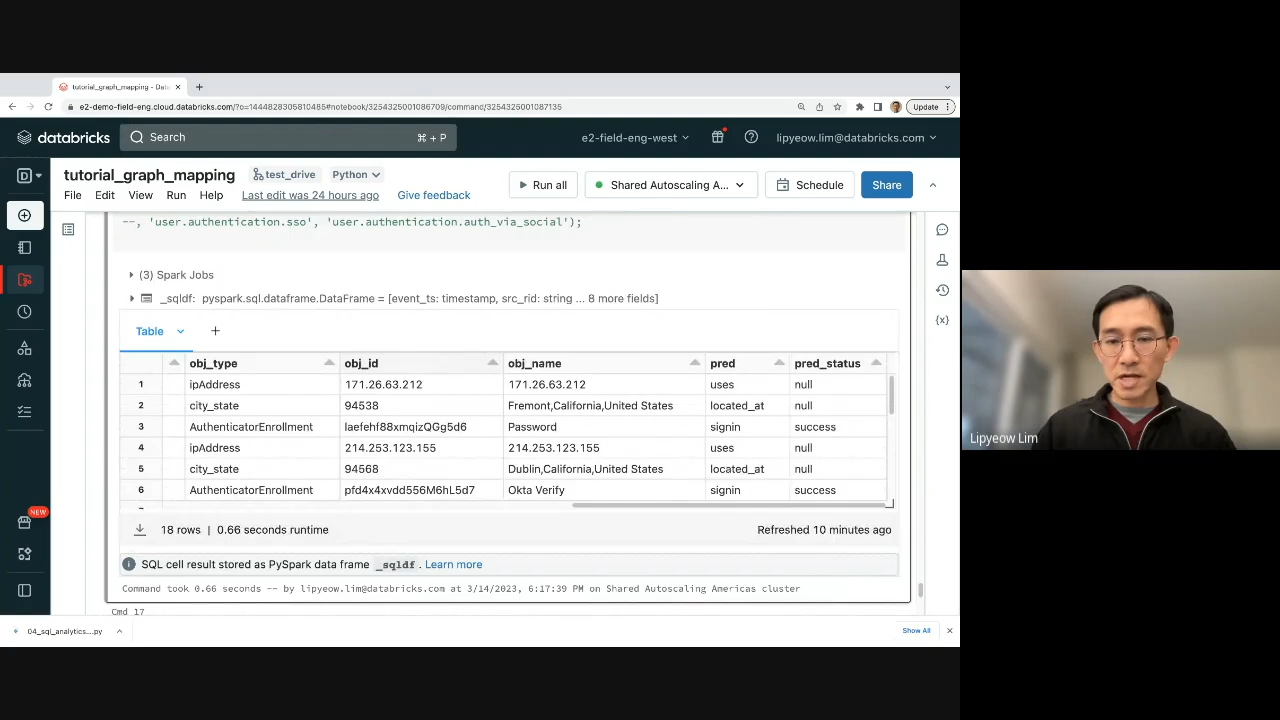 tutorial_graph_mapping - Data
e2-demo-field-eng.cloud.databricks.com/?o=1444828305810485#notebook/3254325001086709/command/3254325001087135
Update
databricks
Search
⌘ + P
e2-field-eng-west
lipyeow.lim@databricks.com
D
tutorial_graph_mapping
test_drive
Python
Run all
Shared Autoscaling A...
Schedule
Share
File Edit View Run Help Last edit was 24 hours ago Give feedback
--, 'user.authentication.sso', 'user.authentication.auth_via_social');
(3) Spark Jobs
_sqldf: pyspark.sql.dataframe.DataFrame = [event_ts: timestamp, src_rid: string ... 8 more fields]
Table +
obj_type obj_id obj_name pred pred_status
1 ipAddress 171.26.63.212 171.26.63.212 uses null
2 city_state 94538 Fremont,California,United States located_at null
3 AuthenticatorEnrollment laefehf88xmqizQGg5d6 Password signin success
4 ipAddress 214.253.123.155 214.253.123.155 uses null
5 city_state 94568 Dublin,California,United States located_at null
6 AuthenticatorEnrollment pfd4x4xvdd556M6hL5d7 Okta Verify signin success
18 rows | 0.66 seconds runtime
Refreshed 10 minutes ago
SQL cell result stored as PySpark data frame _sqldf . Learn more
Command took 0.66 seconds -- by lipyeow.lim@databricks.com at 3/14/2023, 6:17:39 PM on Shared Autoscaling Americas cluster
Cmd 17
NEW
{x}
04_sql_analytics....py
Show All
Lipyeow Lim